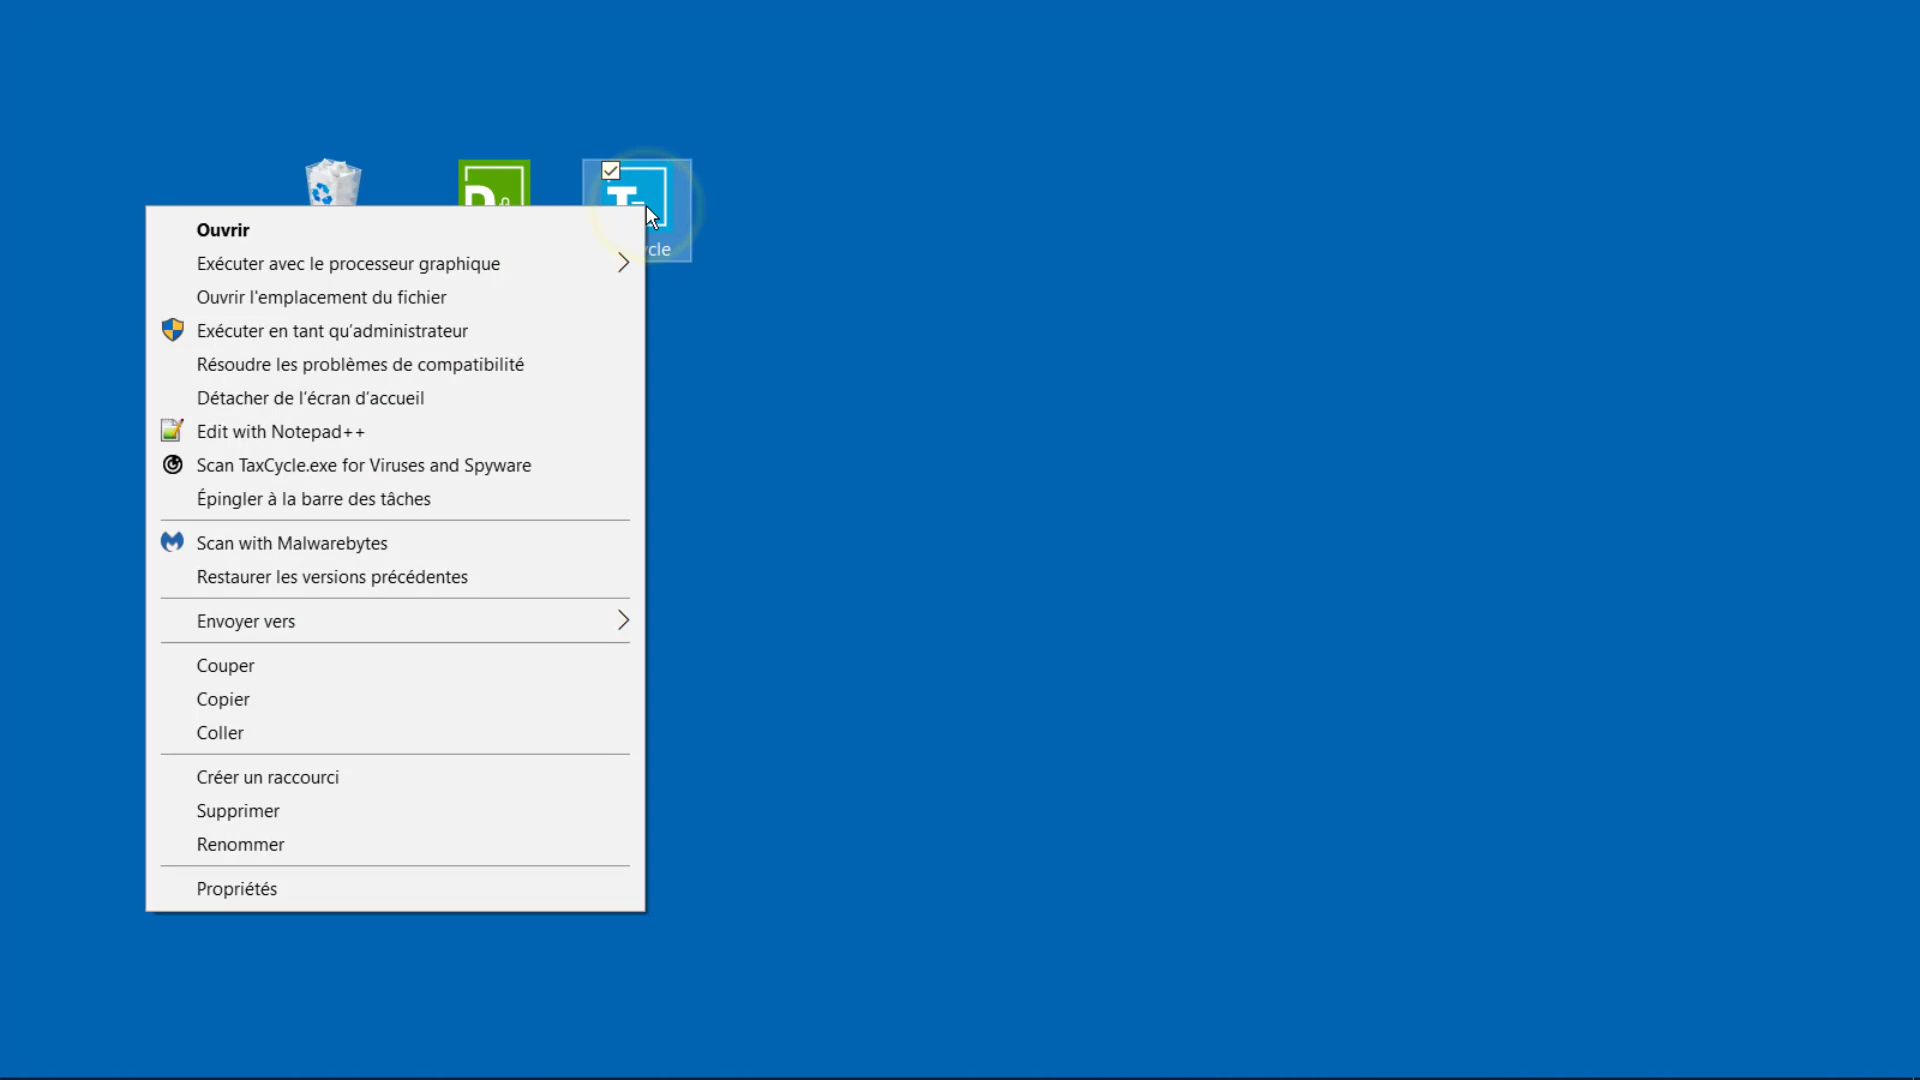 Ouvrir
Exécuter avec le processeur graphique
Ouvrir l'emplacement du fichier
Exécuter en tant qu'administrateur
Résoudre les problèmes de compatibilité
Détacher de l'écran d'accueil
Edit with Notepad++
Scan TaxCycle.exe for Viruses and Spyware
Épingler à la barre des tâches
Scan with Malwarebytes
Restaurer les versions précédentes
Envoyer vers
Couper
Copier
Coller
Créer un raccourci
Supprimer
Renommer
Propriétés